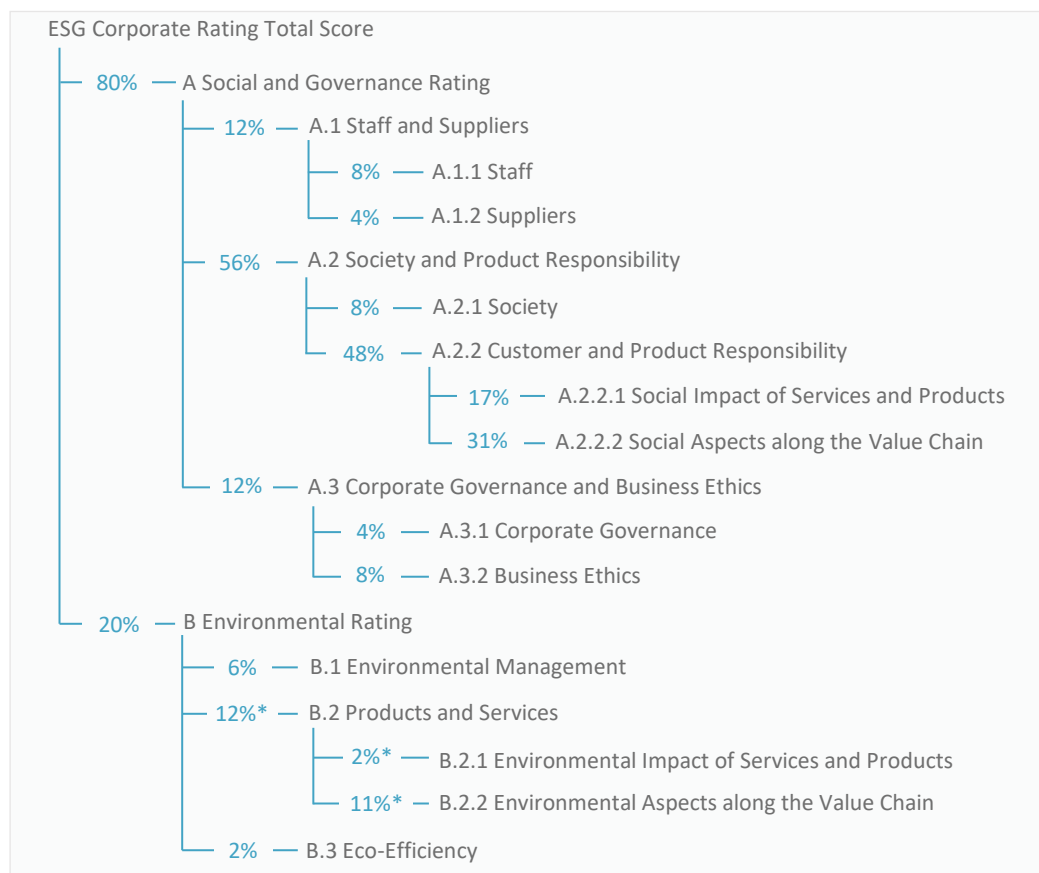 ESG Corporate Rating Total Score
80% A Social and Governance Rating
12% A.1 Staff and Suppliers
8% A.1.1 Staff
4% A.1.2 Suppliers
56% A.2 Society and Product Responsibility
8% A.2.1 Society
48% A.2.2 Customer and Product Responsibility
17% A.2.2.1 Social Impact of Services and Products
31% A.2.2.2 Social Aspects along the Value Chain
12% A.3 Corporate Governance and Business Ethics
4% A.3.1 Corporate Governance
8% A.3.2 Business Ethics
20% B Environmental Rating
6% B.1 Environmental Management
12%* B.2 Products and Services
2%* B.2.1 Environmental Impact of Services and Products
11%* B.2.2 Environmental Aspects along the Value Chain
2% B.3 Eco-Efficiency